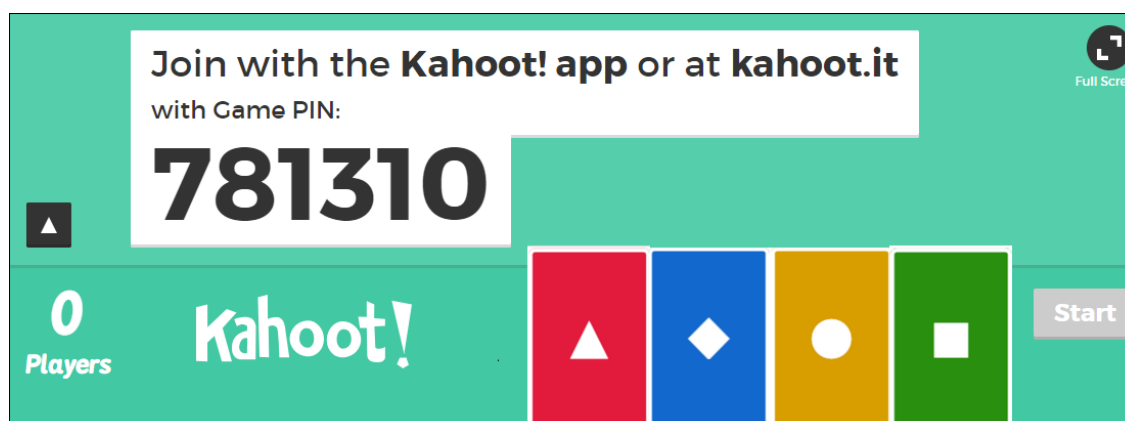 Join with the Kahoot! app or at kahoot.it
with Game PIN:
781310
Full Scre
0
Players
Kahoot!
Start